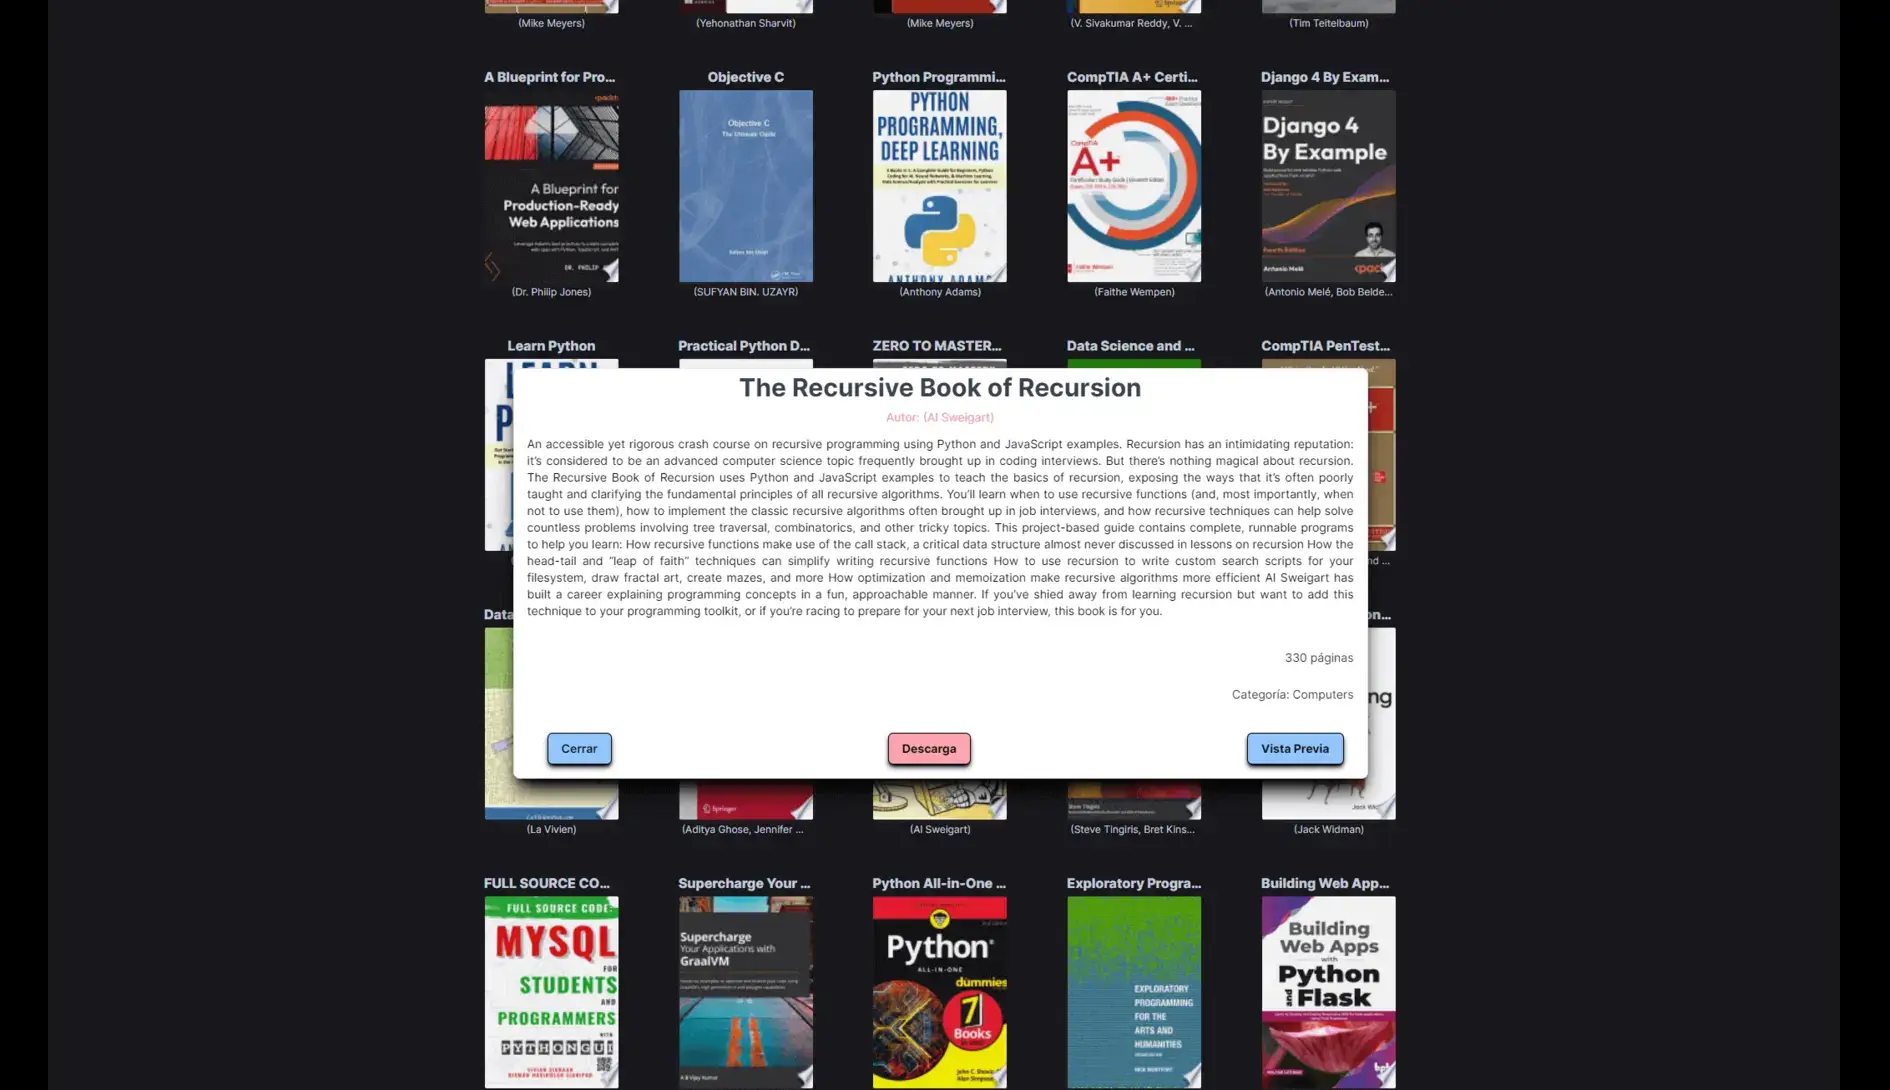 (Mike Meyers)
(Yehonathan Sharvit)
(Mike Meyers)
(V. Sivakumar Reddy, V. ...
(Tim Teitelbaum)
A Blueprint for Pro...
Objective C
Python Programmi...
CompTIA A+ Certi...
Django 4 By Exam...
A Blueprint for
Production-Ready
Web Applications
DR. PHILIP
Objective C
The Ultimate Guide
PYTHON
PROGRAMMING,
DEEP LEARNING
ANTHONY ADAMS
CompTIA
A+
Faithe Wempen
Django 4
By Example
Fourth Edition
Antonio Melé
(Dr. Philip Jones)
(SUFYAN BIN. UZAYR)
(Anthony Adams)
(Faithe Wempen)
(Antonio Melé, Bob Belde...
Learn Python
Practical Python D...
ZERO TO MASTER...
Data Science and ...
CompTIA PenTest...
The Recursive Book of Recursion
Autor: (Al Sweigart)
An accessible yet rigorous crash course on recursive programming using Python and JavaScript examples. Recursion has an intimidating reputation:
it's considered to be an advanced computer science topic frequently brought up in coding interviews. But there's nothing magical about recursion.
The Recursive Book of Recursion uses Python and JavaScript examples to teach the basics of recursion, exposing the ways that it's often poorly
taught and clarifying the fundamental principles of all recursive algorithms. You'll learn when to use recursive functions (and, most importantly, when
not to use them), how to implement the classic recursive algorithms often brought up in job interviews, and how recursive techniques can help solve
countless problems involving tree traversal, combinatorics, and other tricky topics. This project-based guide contains complete, runnable programs
to help you learn: How recursive functions make use of the call stack, a critical data structure almost never discussed in lessons on recursion How the
head-tail and "leap of faith" techniques can simplify writing recursive functions How to use recursion to write custom search scripts for your
filesystem, draw fractal art, create mazes, and more How optimization and memoization make recursive algorithms more efficient Al Sweigart has
built a career explaining programming concepts in a fun, approachable manner. If you've shied away from learning recursion but want to add this
technique to your programming toolkit, or if you're racing to prepare for your next job interview, this book is for you.
330 páginas
Categoría: Computers
Cerrar
Descarga
Vista Previa
Data
on...
Springer
Jack Wid
(La Vivien)
(Aditya Ghose, Jennifer ...
(Al Sweigart)
(Steve Tingiris, Bret Kins...
(Jack Widman)
FULL SOURCE CO...
Supercharge Your ...
Python All-in-One ...
Exploratory Progra...
Building Web App...
FULL SOURCE CODE:
MYSQL
FOR
STUDENTS
AND
PROGRAMMERS
WITH
PYTHONGUI
Supercharge
Your Applications with
GraalVM
A B Vijay Kumar
Python
ALL-IN-ONE
dummies
7
Books
John C. Shovic
Alan Simpson
EXPLORATORY
PROGRAMMING
FOR THE
ARTS AND
HUMANITIES
Building
Web Apps
with
Python
and Flask
bpb